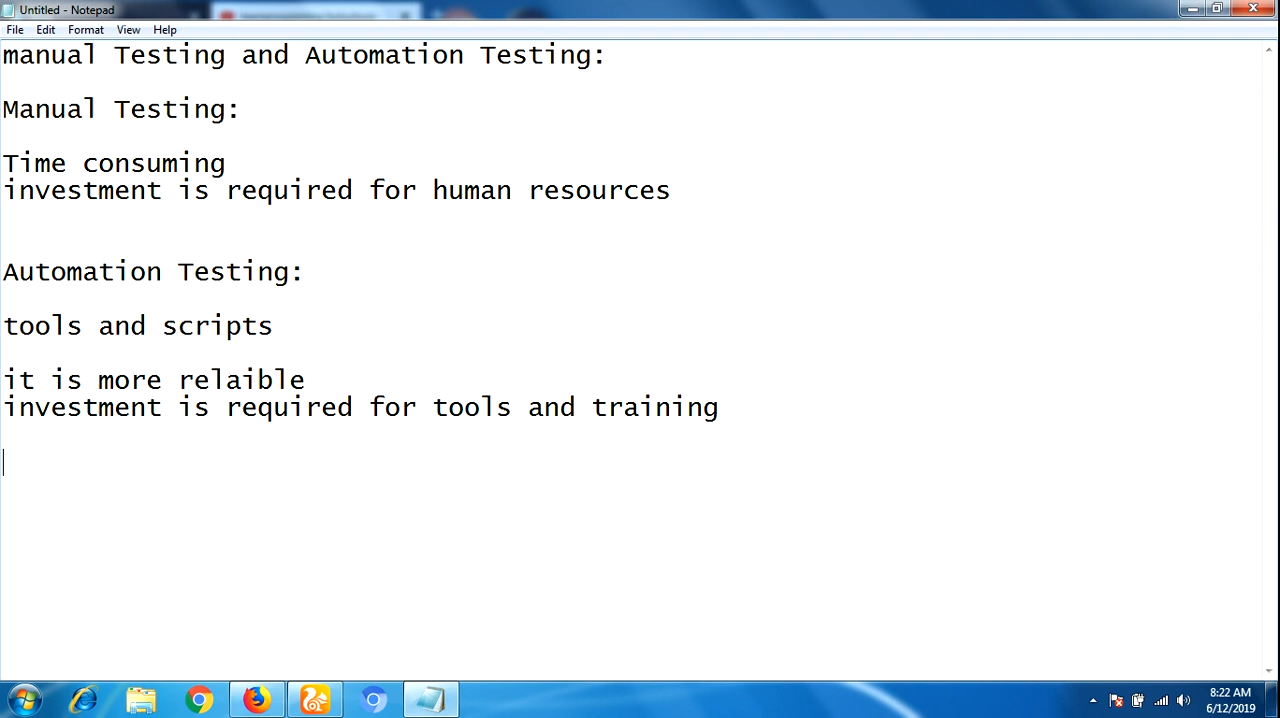 Untitled - Notepad
File Edit Format View Help
manual Testing and Automation Testing:
Manual Testing:
Time consuming
investment is required for human resources
Automation Testing:
tools and scripts
it is more relaible
investment is required for tools and training
8:22 AM
6/12/2019